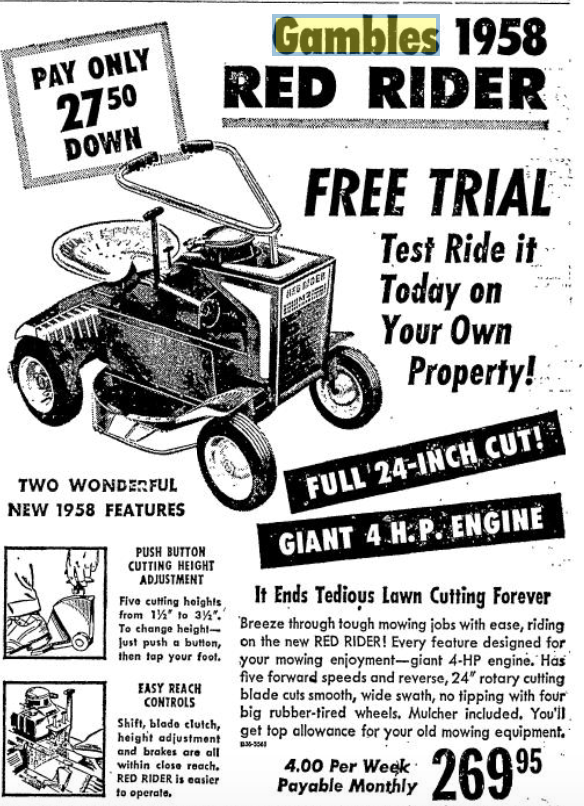 Gambles 1958
RED RIDER
PAY ONLY
27 50
DOWN
FREE TRIAL
Test Ride it
Today on
Your Own
Property!
RED RIDER
FULL 24-INCH CUT!
GIANT 4 H.P. ENGINE
TWO WONDERFUL
NEW 1958 FEATURES
PUSH BUTTON
CUTTING HEIGHT
ADJUSTMENT
Five cutting heights
from 1½" to 3½".
To change height—
just push a button,
then tap your foot.
EASY REACH
CONTROLS
Shift, blade clutch,
height adjustment
and brakes are all
within close reach.
RED RIDER is easier
to operate.
It Ends Tedious Lawn Cutting Forever
Breeze through tough mowing jobs with ease, riding
on the new RED RIDER! Every feature designed for
your mowing enjoyment—giant 4-HP engine. Has
five forward speeds and reverse, 24" rotary cutting
blade cuts smooth, wide swath, no tipping with four
big rubber-tired wheels. Mulcher included. You'll
get top allowance for your old mowing equipment.
4.00 Per Week
Payable Monthly
269 95